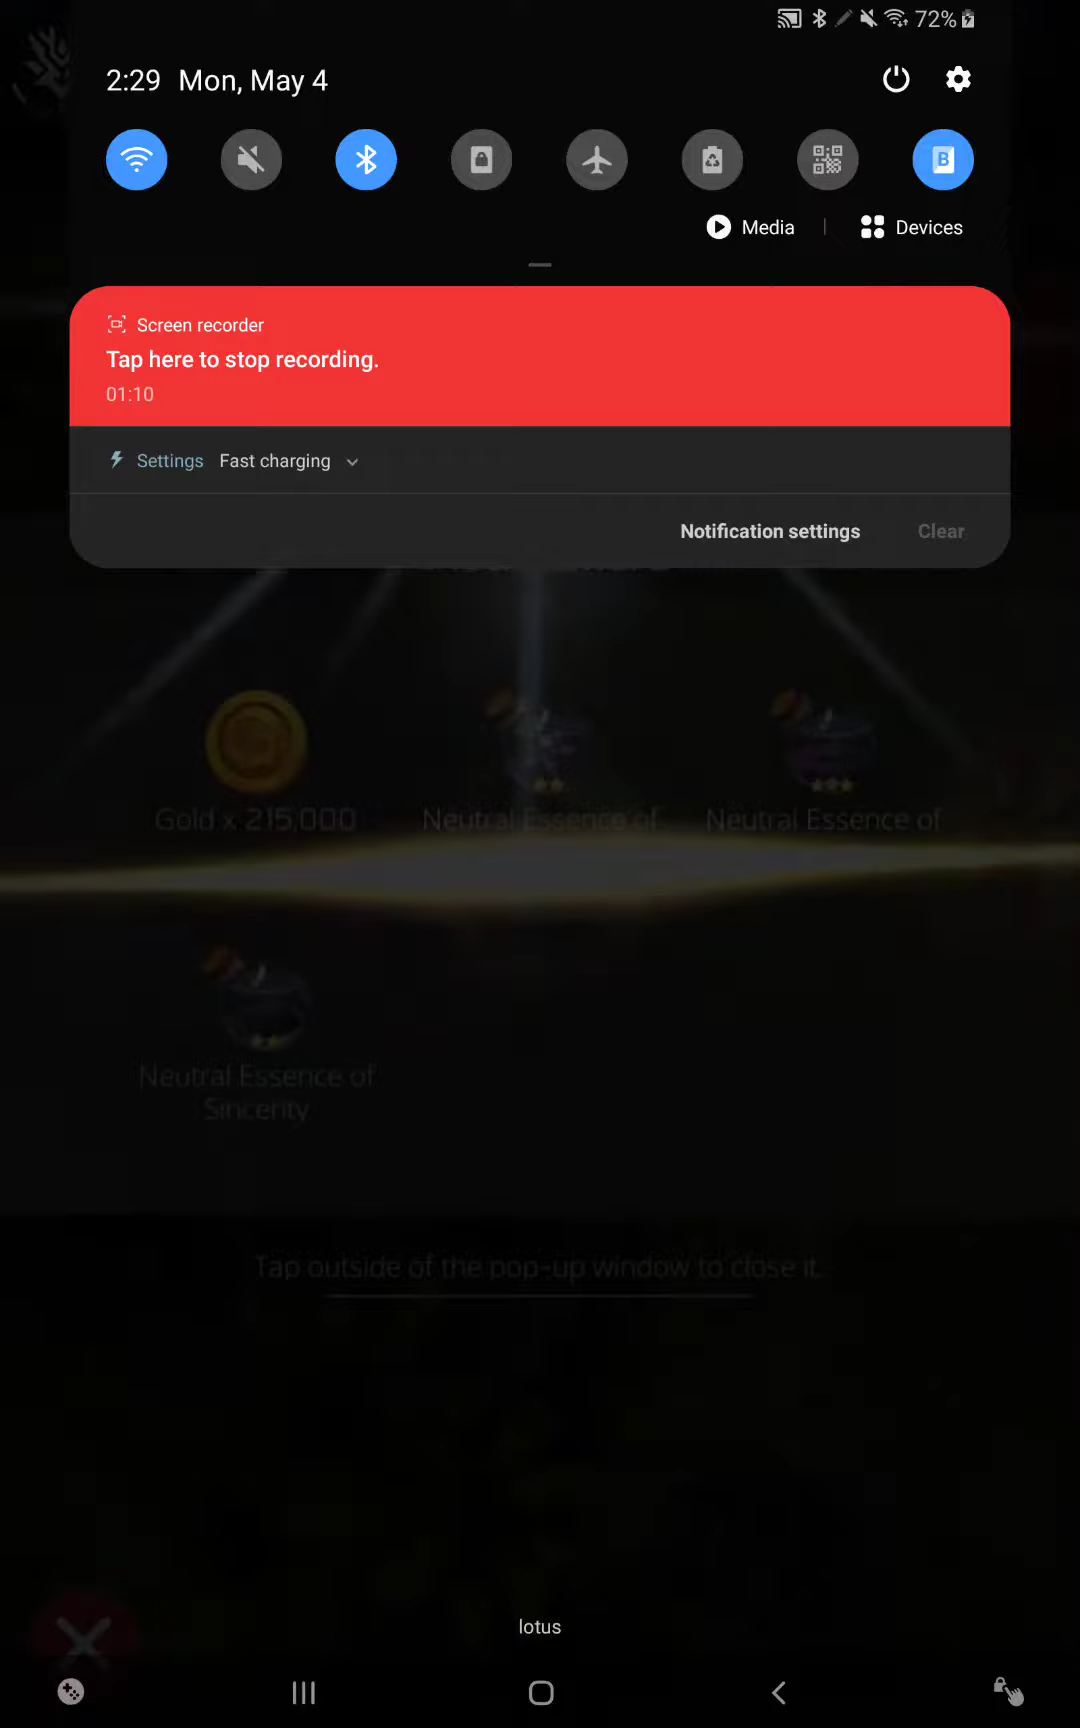 72%
2:29 Mon, May 4
B
Media | Devices
Screen recorder
Tap here to stop recording.
01:10
Settings Fast charging
Notification settings Clear
Gold x 215,000 Neutral Essence of Neutral Essence of
Neutral Essence of
Sincerity
Tap outside of the pop-up window to close it.
lotus